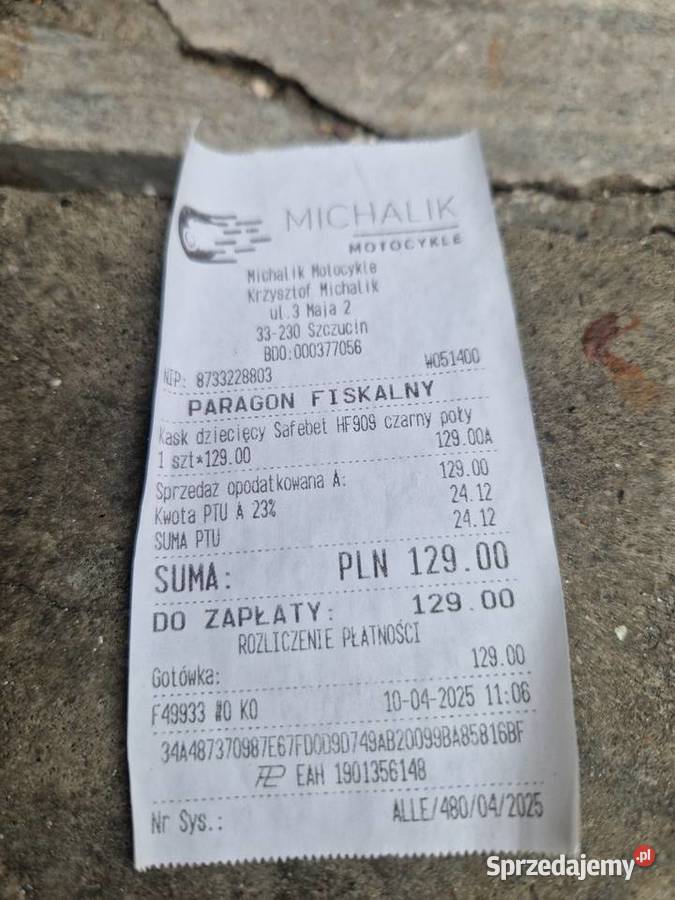 MICHALIK
MOTOCYKLE
Michalik Motocykle
Krzysztof Michalik
ul.3 Maja 2
33-230 Szczucin
BDO:000377056
NIP: 8733228803 W051400
PARAGON FISKALNY
Kask dziecięcy Safebet HF909 czarny poły
1 szt*129.00 129.00A
Sprzedaż opodatkowana A: 129.00
Kwota PTU A 23% 24.12
SUMA PTU 24.12
SUMA: PLN 129.00
DO ZAPŁATY: 129.00
ROZLICZENIE PŁATNOŚCI
Gotówka: 129.00
F49933 #0 KO 10-04-2025 11:06
34A487370987E67FD0D9D749AB20099BA85816BF
EAH 1901356148
Nr Sys.: ALLE/480/04/2025
Sprzedajemy.pl